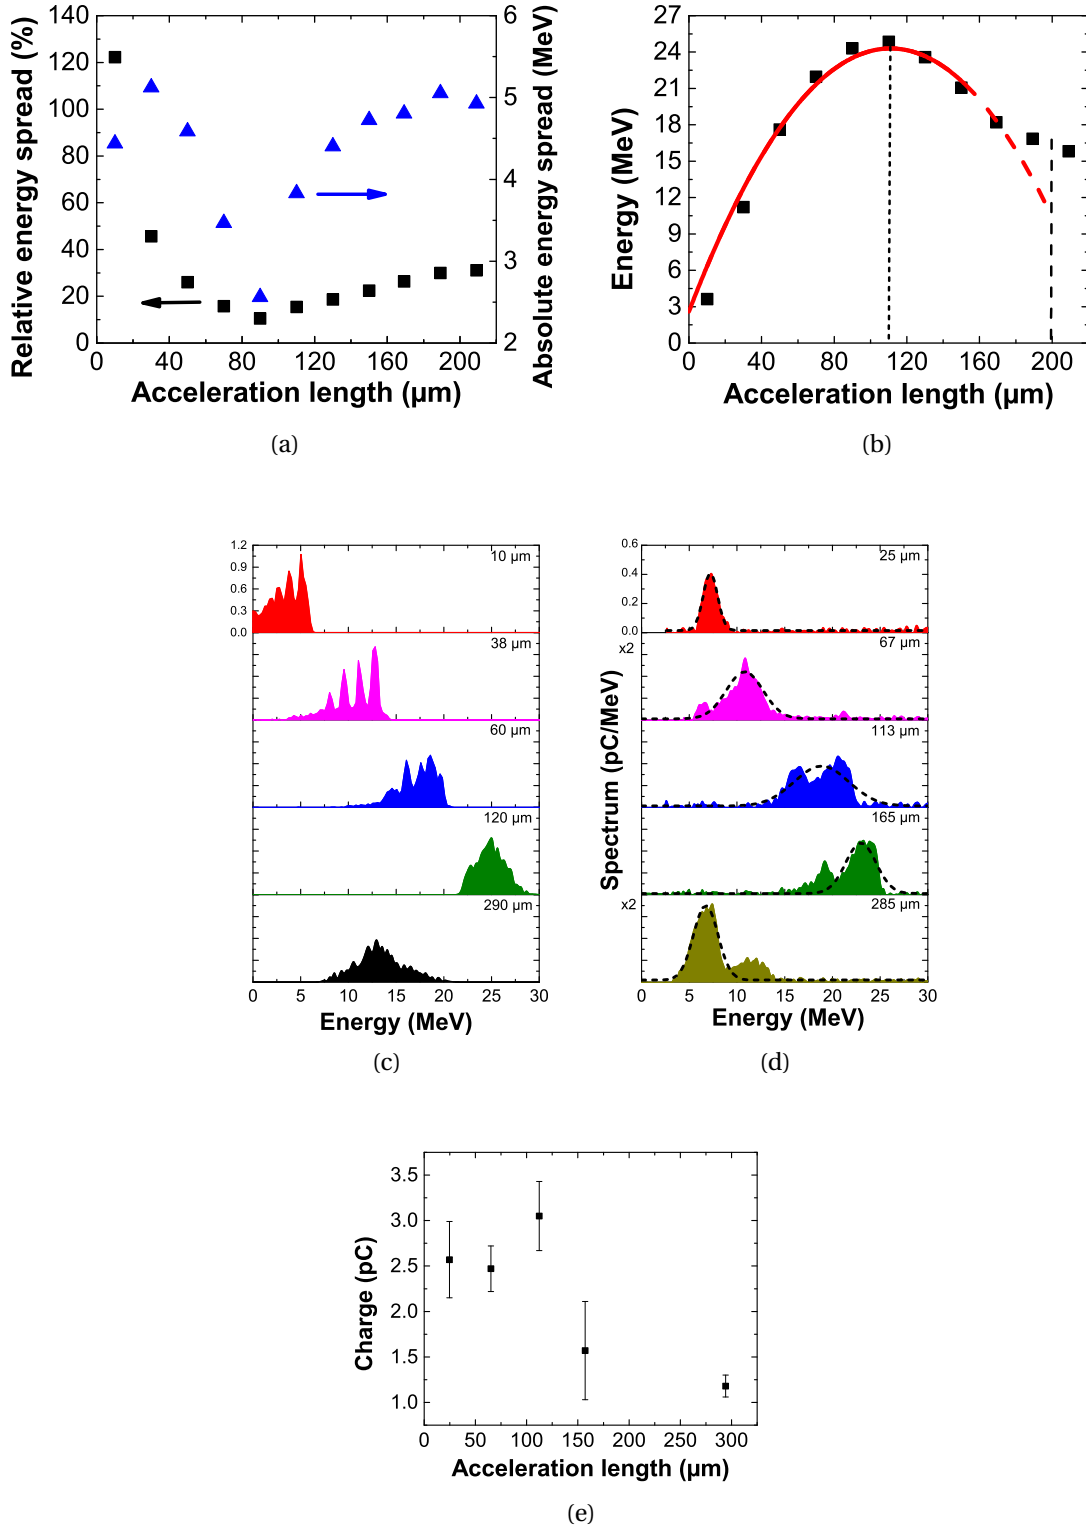 140
120
100
80
60
40
20
0
6
5
4
3
2
0 40 80 120 160 200
Relative energy spread (%)
Absolute energy spread (MeV)
Acceleration length (µm)
(a)
27
24
21
18
15
12
9
6
3
0
0 40 80 120 160 200
Energy (MeV)
Acceleration length (µm)
(b)
1.2
0.9
0.6
0.3
0.0
10 µm
38 µm
60 µm
120 µm
290 µm
0 5 10 15 20 25 30
Energy (MeV)
(c)
0.6
0.4
0.2
0.0
25 µm
x2
67 µm
113 µm
165 µm
x2
285 µm
Spectrum (pC/MeV)
0 5 10 15 20 25 30
Energy (MeV)
(d)
3.5
3.0
2.5
2.0
1.5
1.0
Charge (pC)
0 50 100 150 200 250 300
Acceleration length (µm)
(e)